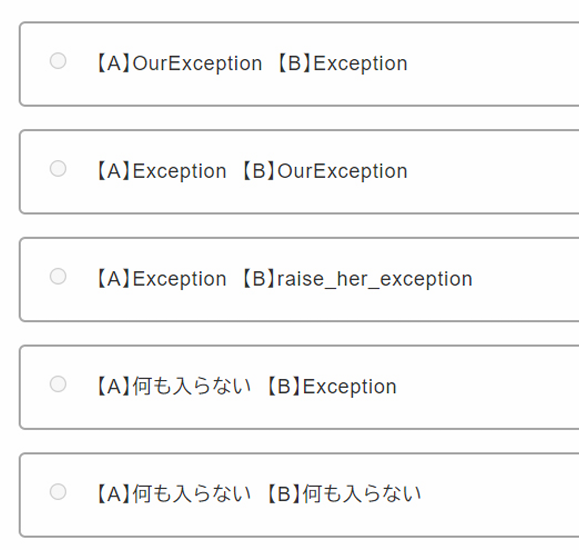 【A】OurException 【B】Exception
【A】Exception 【B】OurException
【A】Exception 【B】raise_her_exception
【A】何も入らない 【B】Exception
【A】何も入らない 【B】何も入らない